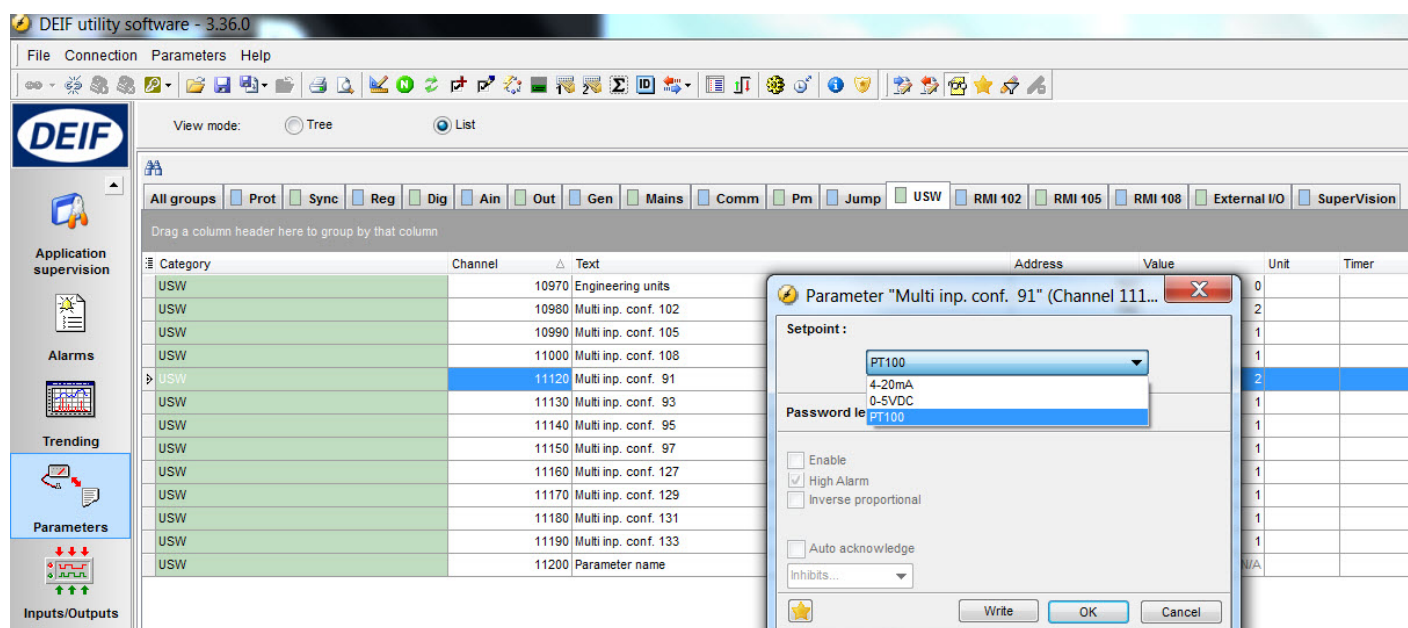 DEIF utility software - 3.36.0
File Connection Parameters Help
DEIF
View mode: Tree List
All groups Prot Sync Reg Dig Ain Out Gen Mains Comm Pm Jump USW RMI 102 RMI 105 RMI 108 External I/O SuperVision
Drag a column header here to group by that column
Category Channel Text Address Value Unit Timer
USW 10970 Engineering units 0
USW 10980 Multi inp. conf. 102 2
USW 10990 Multi inp. conf. 105 1
USW 11000 Multi inp. conf. 108 1
USW 11120 Multi inp. conf. 91 2
USW 11130 Multi inp. conf. 93 1
USW 11140 Multi inp. conf. 95 1
USW 11150 Multi inp. conf. 97 1
USW 11160 Multi inp. conf. 127 1
USW 11170 Multi inp. conf. 129 1
USW 11180 Multi inp. conf. 131 1
USW 11190 Multi inp. conf. 133 1
USW 11200 Parameter name N/A
Application
supervision
Alarms
Trending
Parameters
Inputs/Outputs
Parameter "Multi inp. conf. 91" (Channel 111...
Setpoint :
PT100
4-20mA
0-5VDC
PT100
Password le
Enable
High Alarm
Inverse proportional
Auto acknowledge
Inhibits...
Write OK Cancel